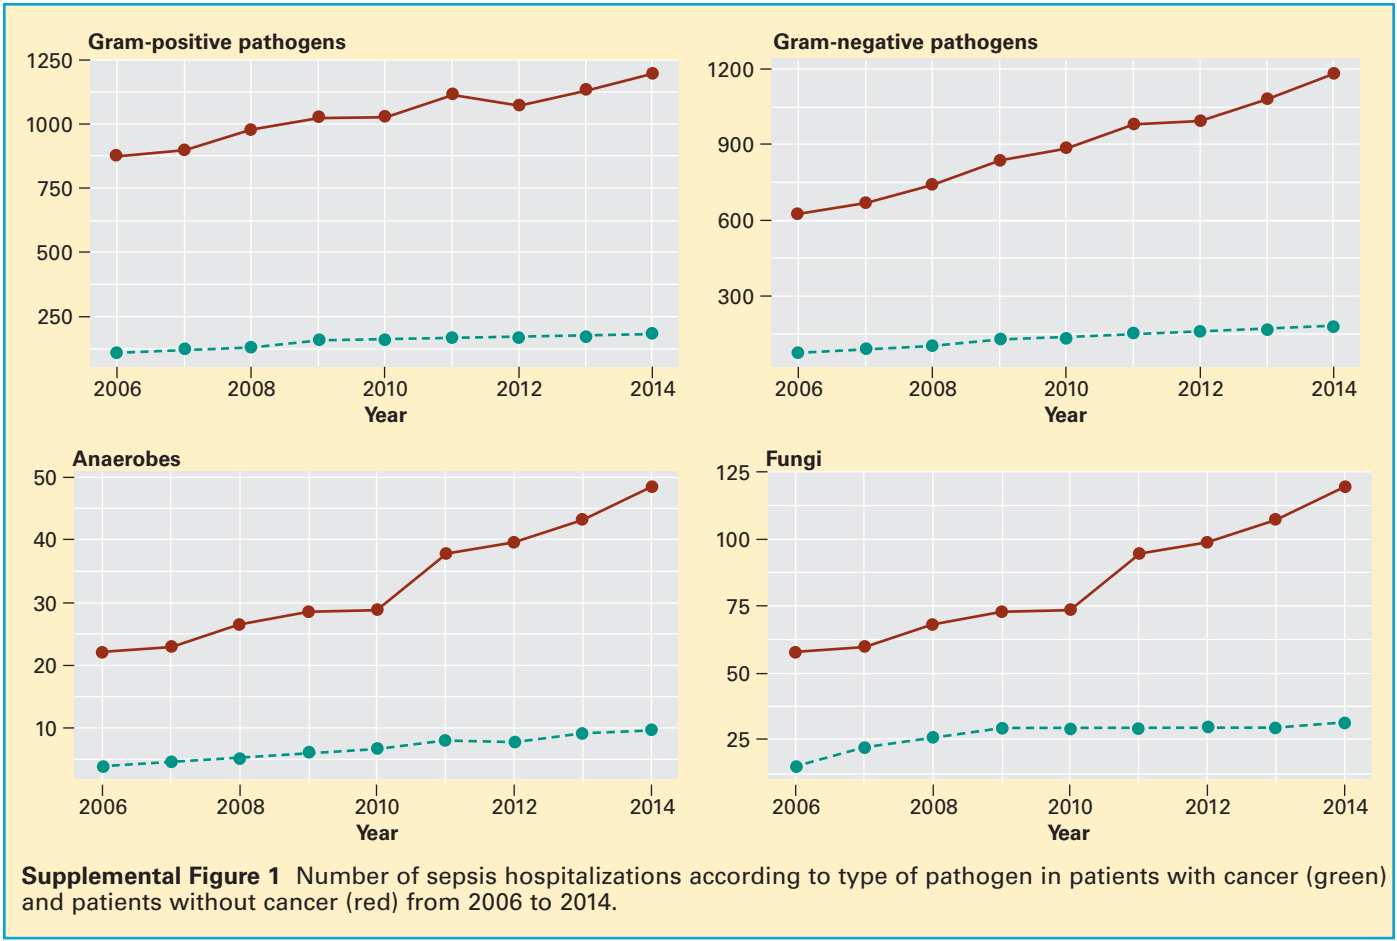 Gram-positive pathogens
1250
1000
750
500
250
2006 2008 2010 2012 2014
Year
Gram-negative pathogens
1200
900
600
300
2006 2008 2010 2012 2014
Year
Anaerobes
50
40
30
20
10
2006 2008 2010 2012 2014
Year
Fungi
125
100
75
50
25
2006 2008 2010 2012 2014
Year
Supplemental Figure 1 Number of sepsis hospitalizations according to type of pathogen in patients with cancer (green)
and patients without cancer (red) from 2006 to 2014.